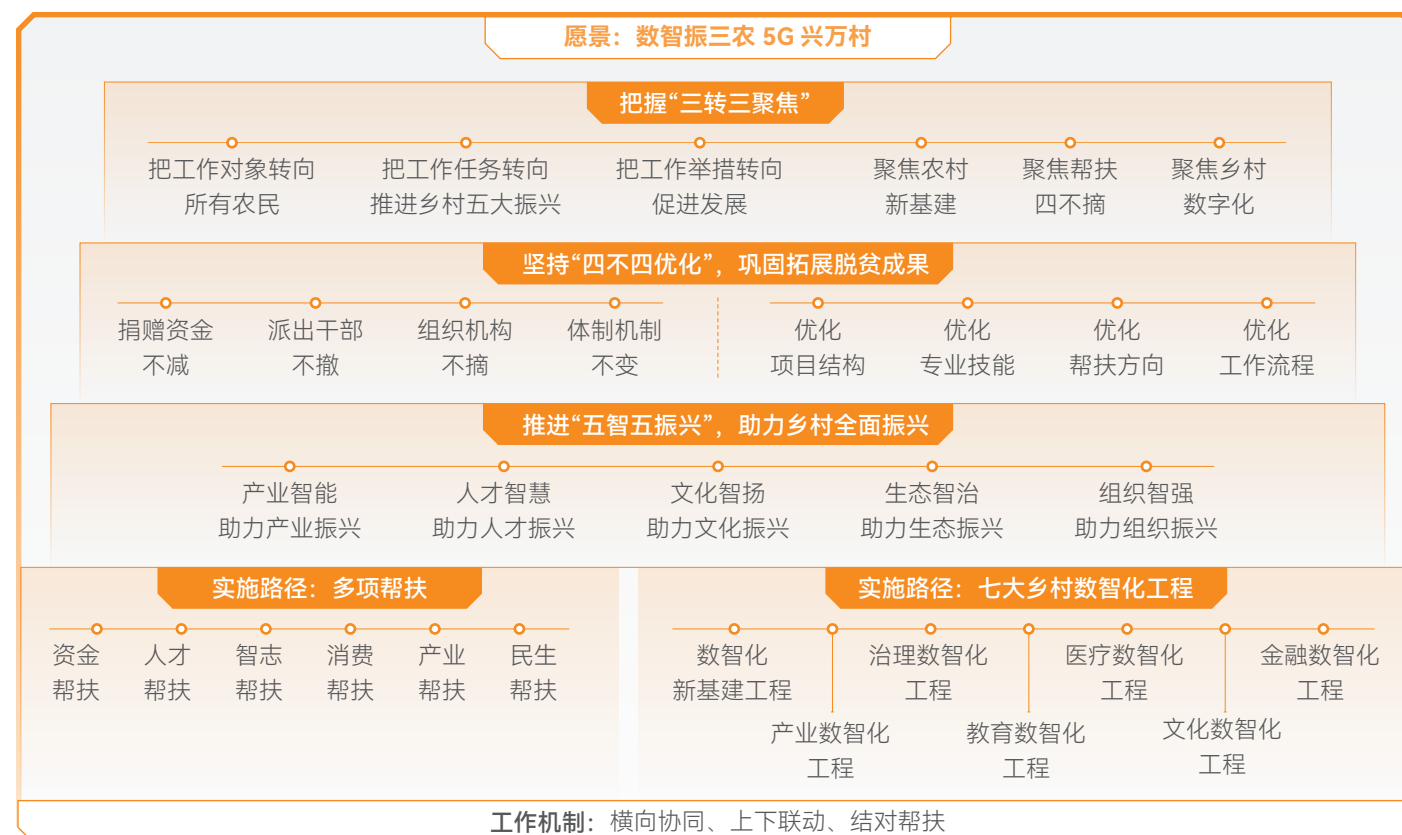 愿景：数智振三农 5G 兴万村
把握“三转三聚焦”
把工作对象转向 把工作任务转向 把工作举措转向 聚焦农村 聚焦帮扶 聚焦乡村
所有农民 推进乡村五大振兴 促进发展 新基建 四不摘 数字化
坚持“四不四优化”，巩固拓展脱贫成果
捐赠资金 派出干部 组织机构 体制机制 优化 优化 优化 优化
不减 不撤 不摘 不变 项目结构 专业技能 帮扶方向 工作流程
推进“五智五振兴”，助力乡村全面振兴
产业智能 人才智慧 文化智扬 生态智治 组织智强
助力产业振兴 助力人才振兴 助力文化振兴 助力生态振兴 助力组织振兴
实施路径：多项帮扶
资金 人才 智志 消费 产业 民生
帮扶 帮扶 帮扶 帮扶 帮扶 帮扶
实施路径：七大乡村数智化工程
数智化 治理数智化 医疗数智化 金融数智化
新基建工程 工程 工程 工程
产业数智化 教育数智化 文化数智化
工程 工程 工程
工作机制：横向协同、上下联动、结对帮扶